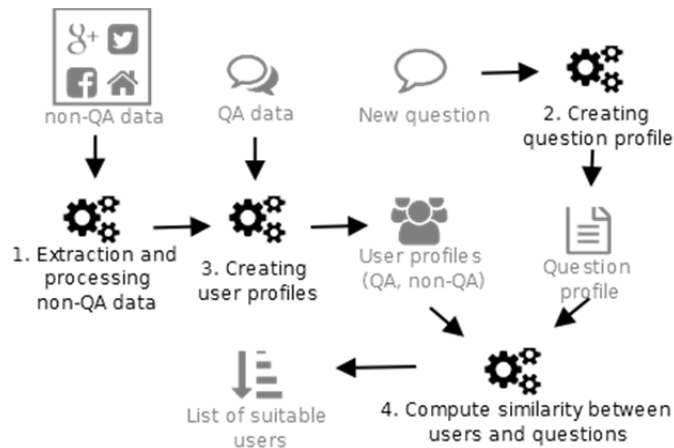 g+
non-QA data
QA data
New question
2. Creating
question profile
1. Extraction and
processing
non-QA data
3. Creating
user profiles
User profiles
(QA, non-QA)
Question
profile
List of suitable
users
4. Compute similarity between
users and questions